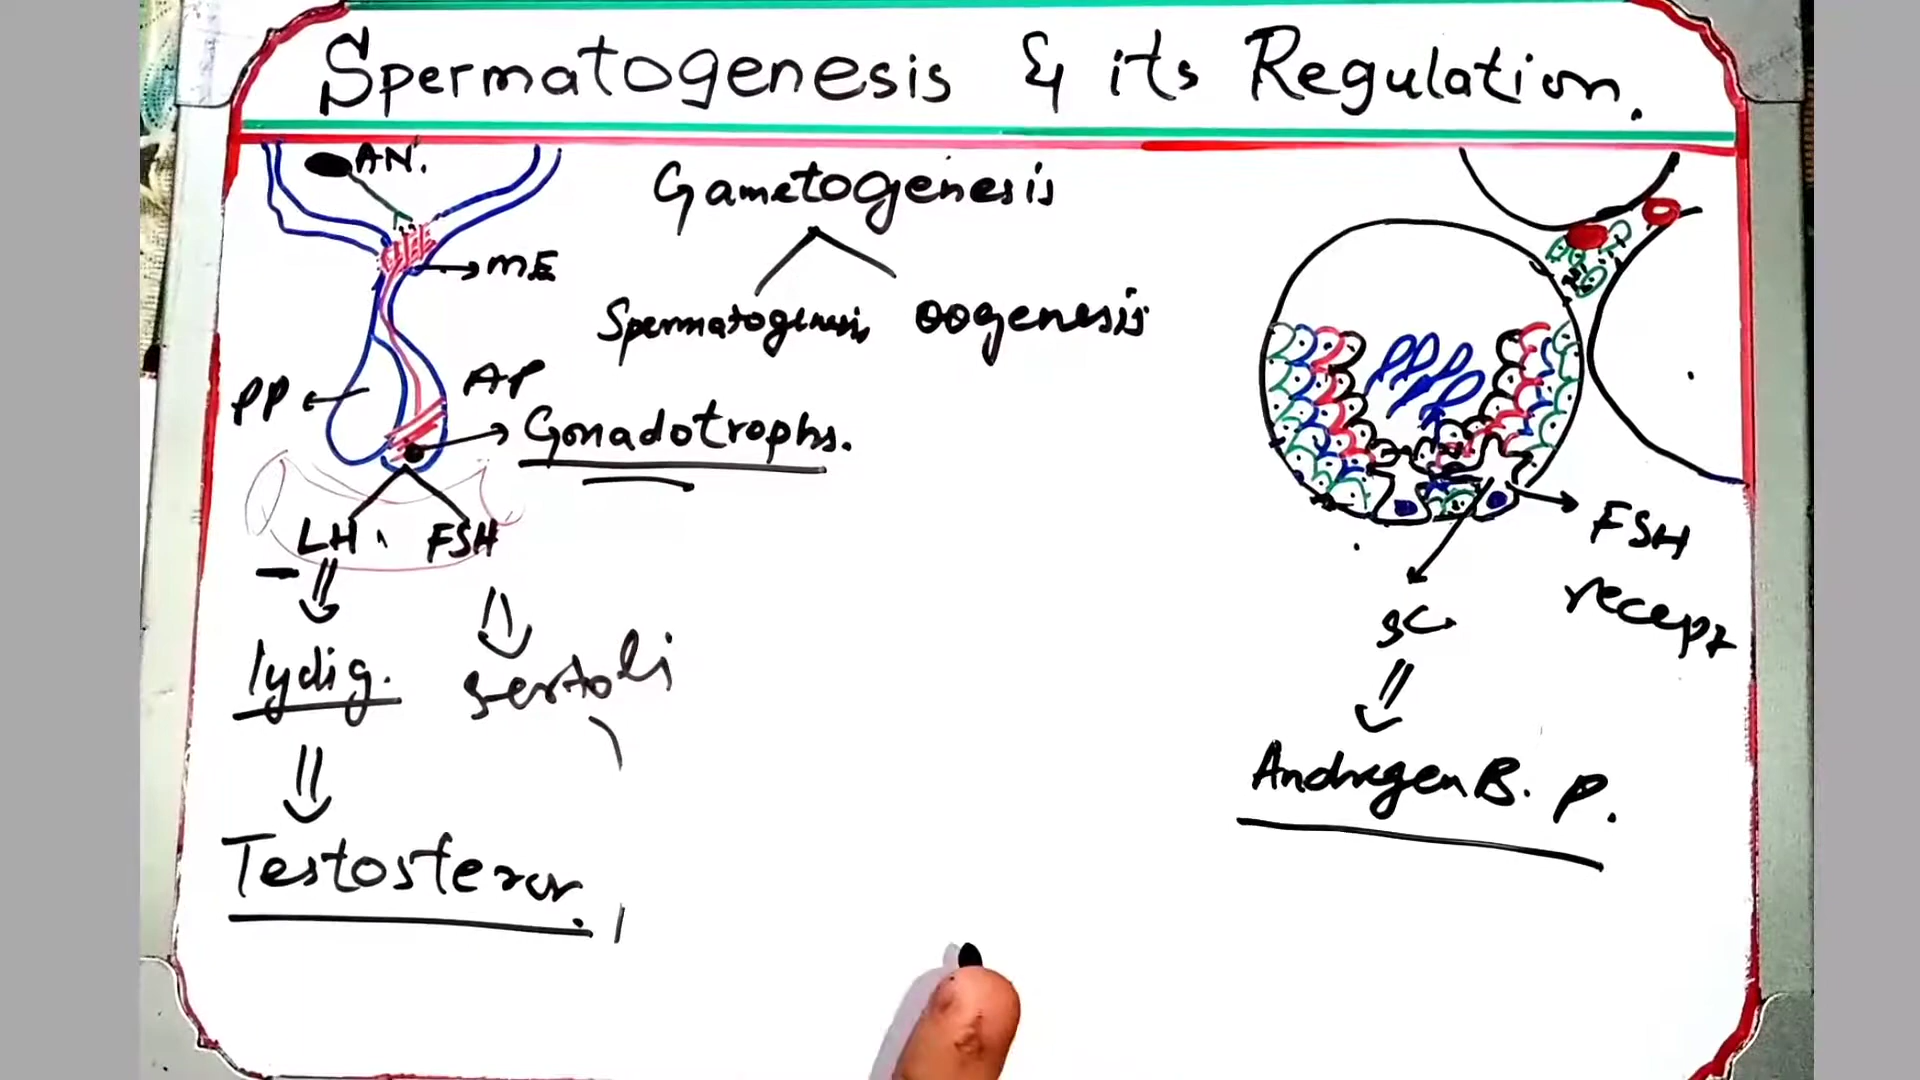 Spermatogenesis & its Regulation.
AN.
Gametogenesis
ME
Spermatogenesis oogenesis
PP
AP
Gonadotrophs.
LH, FSH
lydig.
sertoli
FSH
recept
SC
Androgen B. P.